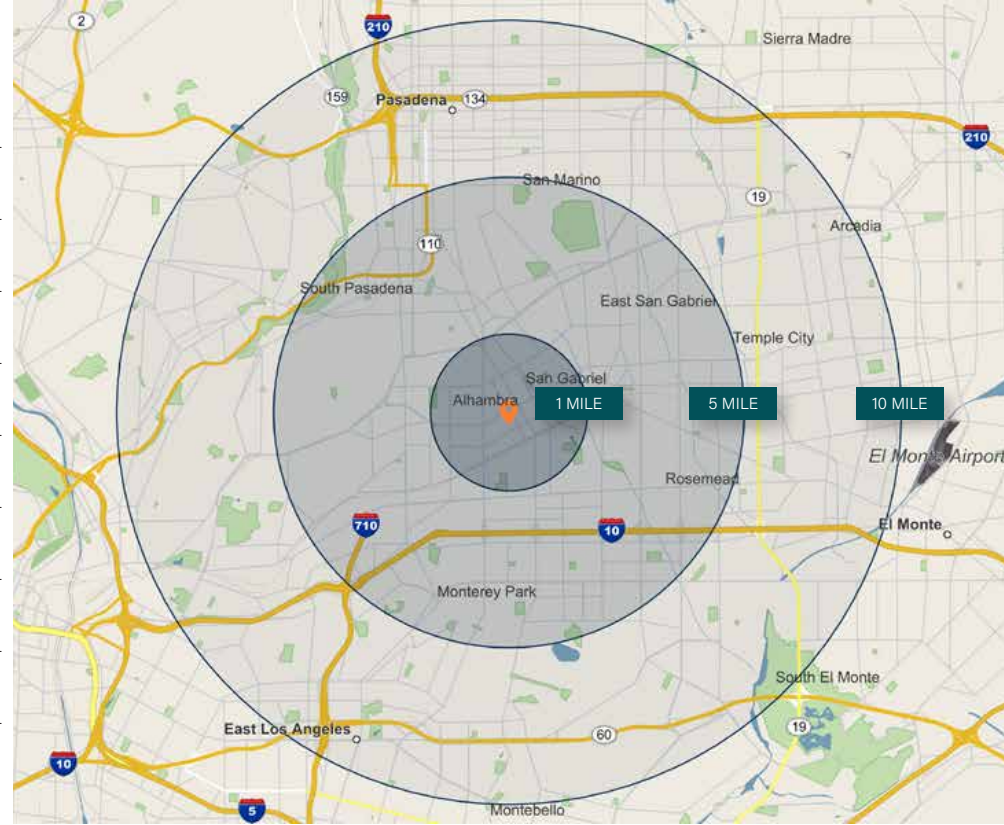 2
210
Sierra Madre
159
Pasadena
134
210
San Marino
19
Arcadia
110
South Pasadena
East San Gabriel
Temple City
San Gabriel
Alhambra
1 MILE
5 MILE
10 MILE
El Monte Airport
Rosemead
710
10
El Monte
Monterey Park
South El Monte
East Los Angeles
60
19
10
5
Montebello